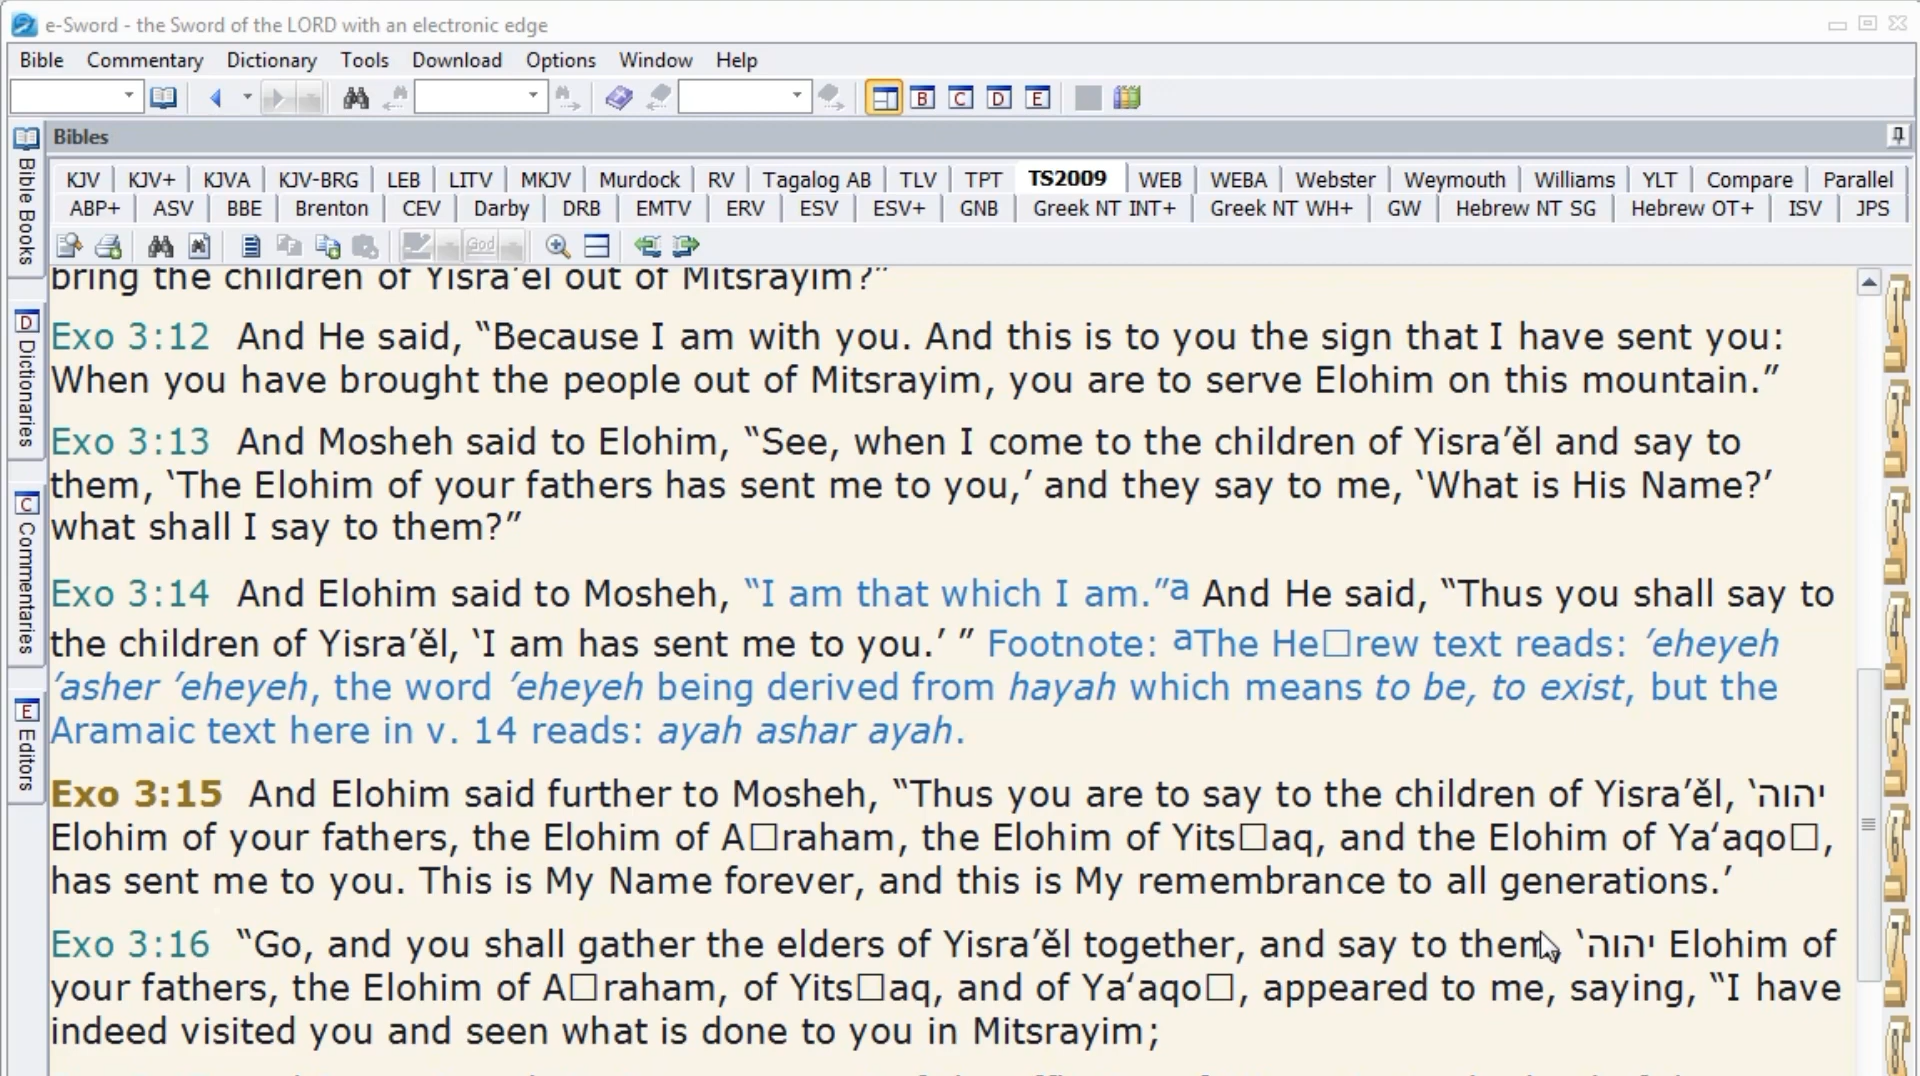 e-Sword - the Sword of the LORD with an electronic edge
Bible Commentary Dictionary Tools Download Options Window Help
B C D E
Bibles
KJV KJV+ KJVA KJV-BRG LEB LITV MKJV Murdock RV Tagalog AB TLV TPT TS2009 WEB WEBA Webster Weymouth Williams YLT Compare Parallel
ABP+ ASV BBE Brenton CEV Darby DRB EMTV ERV ESV ESV+ GNB Greek NT INT+ Greek NT WH+ GW Hebrew NT SG Hebrew OT+ ISV JPS
God
Bible Books
D Dictionaries
C Commentaries
E Editors
bring the children of Yisra’ěl out of Mitsrayim?”
Exo 3:12 And He said, “Because I am with you. And this is to you the sign that I have sent you:
When you have brought the people out of Mitsrayim, you are to serve Elohim on this mountain.”
Exo 3:13 And Mosheh said to Elohim, “See, when I come to the children of Yisra’ěl and say to
them, ‘The Elohim of your fathers has sent me to you,’ and they say to me, ‘What is His Name?’
what shall I say to them?”
Exo 3:14 And Elohim said to Mosheh, “I am that which I am.”a And He said, “Thus you shall say to
the children of Yisra’ěl, ‘I am has sent me to you.’ ” Footnote: aThe He□rew text reads: ’eheyeh
’asher ’eheyeh, the word ’eheyeh being derived from hayah which means to be, to exist, but the
Aramaic text here in v. 14 reads: ayah ashar ayah.
Exo 3:15 And Elohim said further to Mosheh, “Thus you are to say to the children of Yisra’ěl, ‘יהוה
Elohim of your fathers, the Elohim of A□raham, the Elohim of Yits□aq, and the Elohim of Ya‘aqo□,
has sent me to you. This is My Name forever, and this is My remembrance to all generations.’
Exo 3:16 “Go, and you shall gather the elders of Yisra’ěl together, and say to them, ‘יהוה Elohim of
your fathers, the Elohim of A□raham, of Yits□aq, and of Ya‘aqo□, appeared to me, saying, “I have
indeed visited you and seen what is done to you in Mitsrayim;